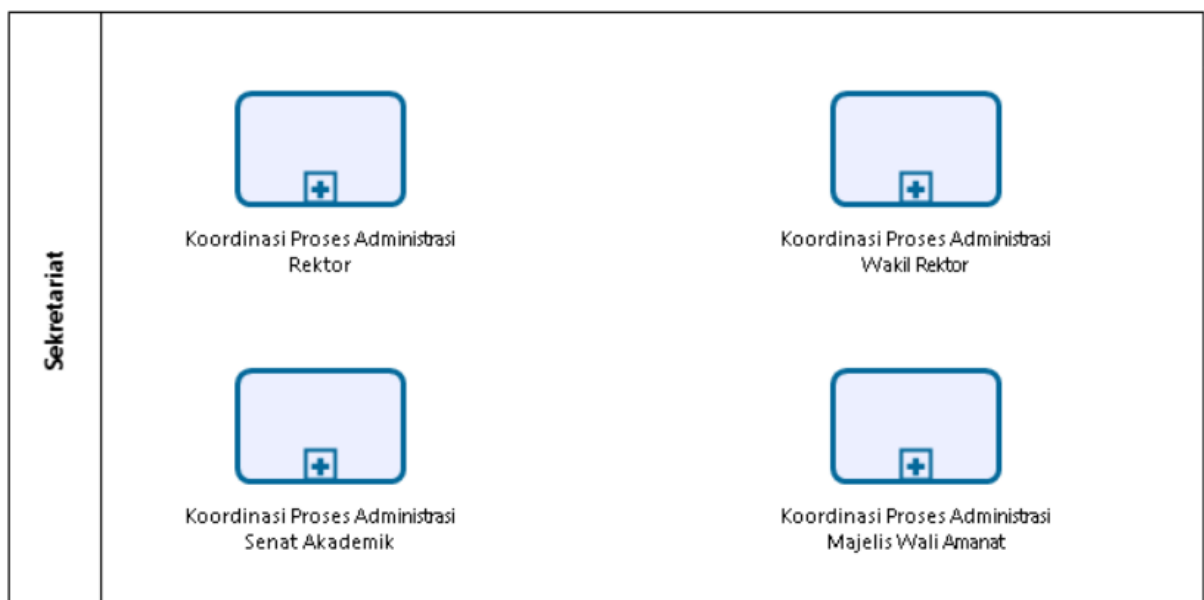 Sekretariat
Koordinasi Proses Administrasi
Rektor
Koordinasi Proses Administrasi
Wakil Rektor
Koordinasi Proses Administrasi
Senat Akademik
Koordinasi Proses Administrasi
Majelis Wali Amanat